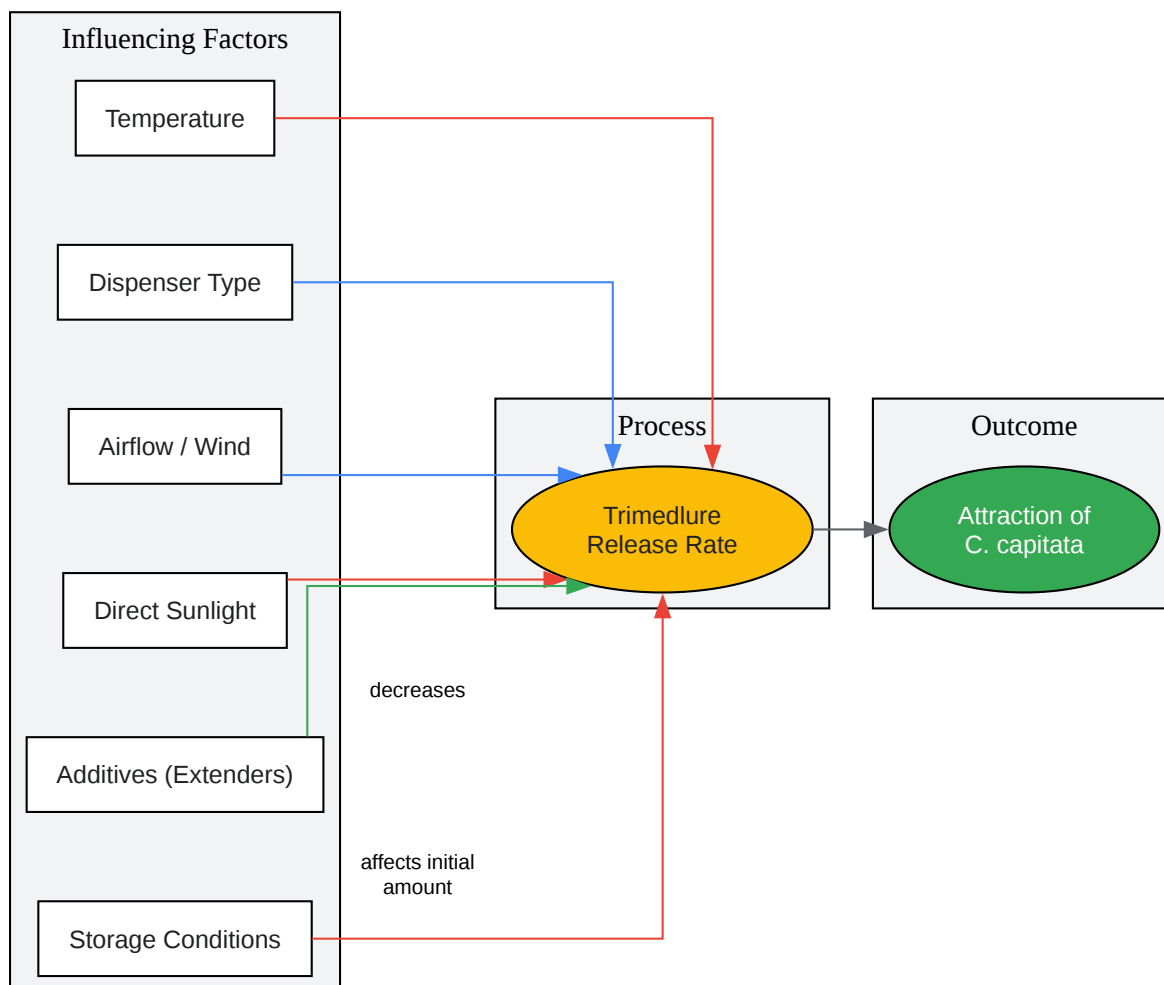 Influencing Factors
Temperature
Dispenser Type
Airflow / Wind
Process
Outcome
Trimedlure
Release Rate
Attraction of
C. capitata
Direct Sunlight
decreases
Additives (Extenders)
affects initial
amount
Storage Conditions